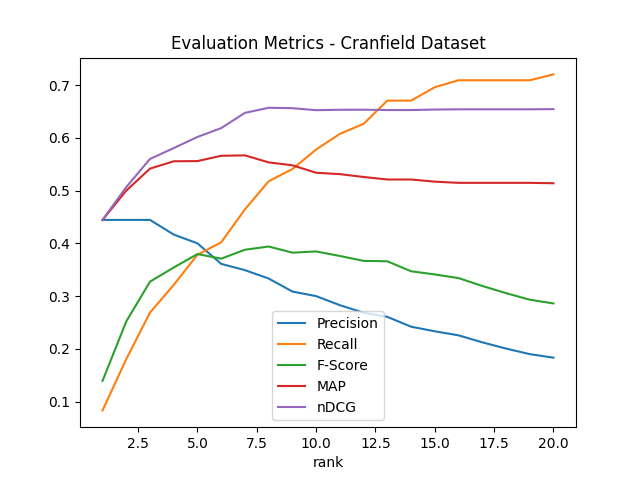 Evaluation Metrics - Cranfield Dataset
0.7
0.6
0.5
0.4
0.3
0.2
0.1
Precision
Recall
F-Score
MAP
nDCG
2.5 5.0 7.5 10.0 12.5 15.0 17.5 20.0
rank